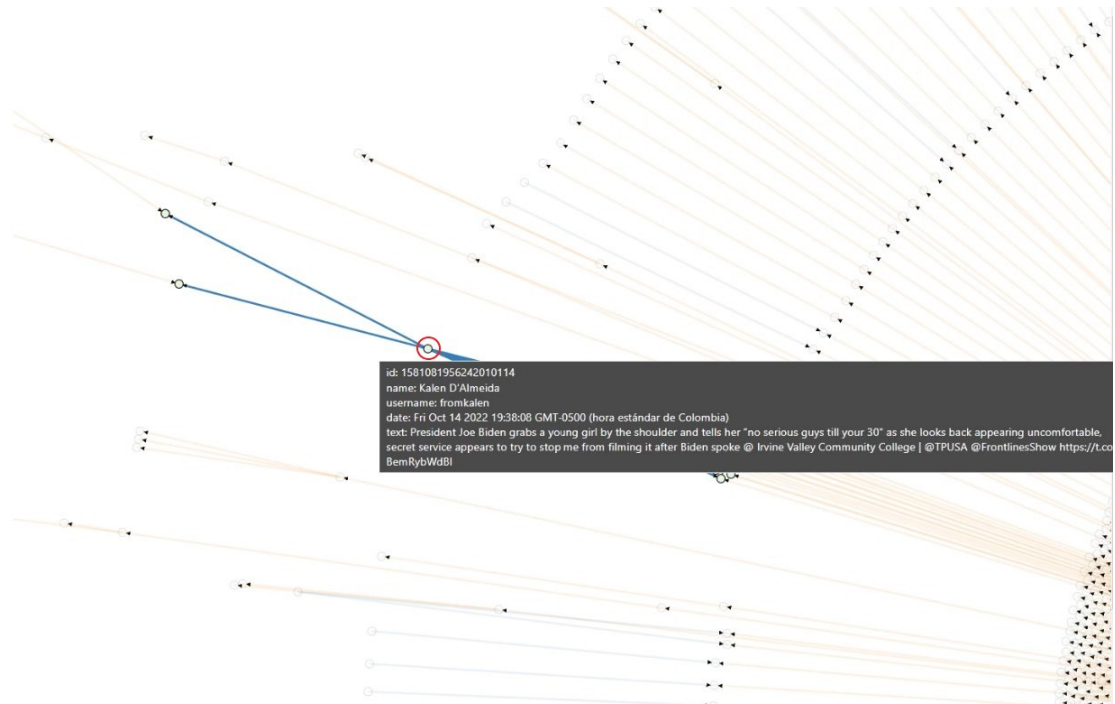 id: 1581081956242010114
name: Kalen D'Almeida
username: fromkalen
date: Fri Oct 14 2022 19:38:08 GMT-0500 (hora estándar de Colombia)
text: President Joe Biden grabs a young girl by the shoulder and tells her "no serious guys till your 30" as she looks back appearing uncomfortable,
secret service appears to try to stop me from filming it after Biden spoke @ Irvine Valley Community College | @TPUSA @FrontlinesShow https://t.co
BemRybWdBI